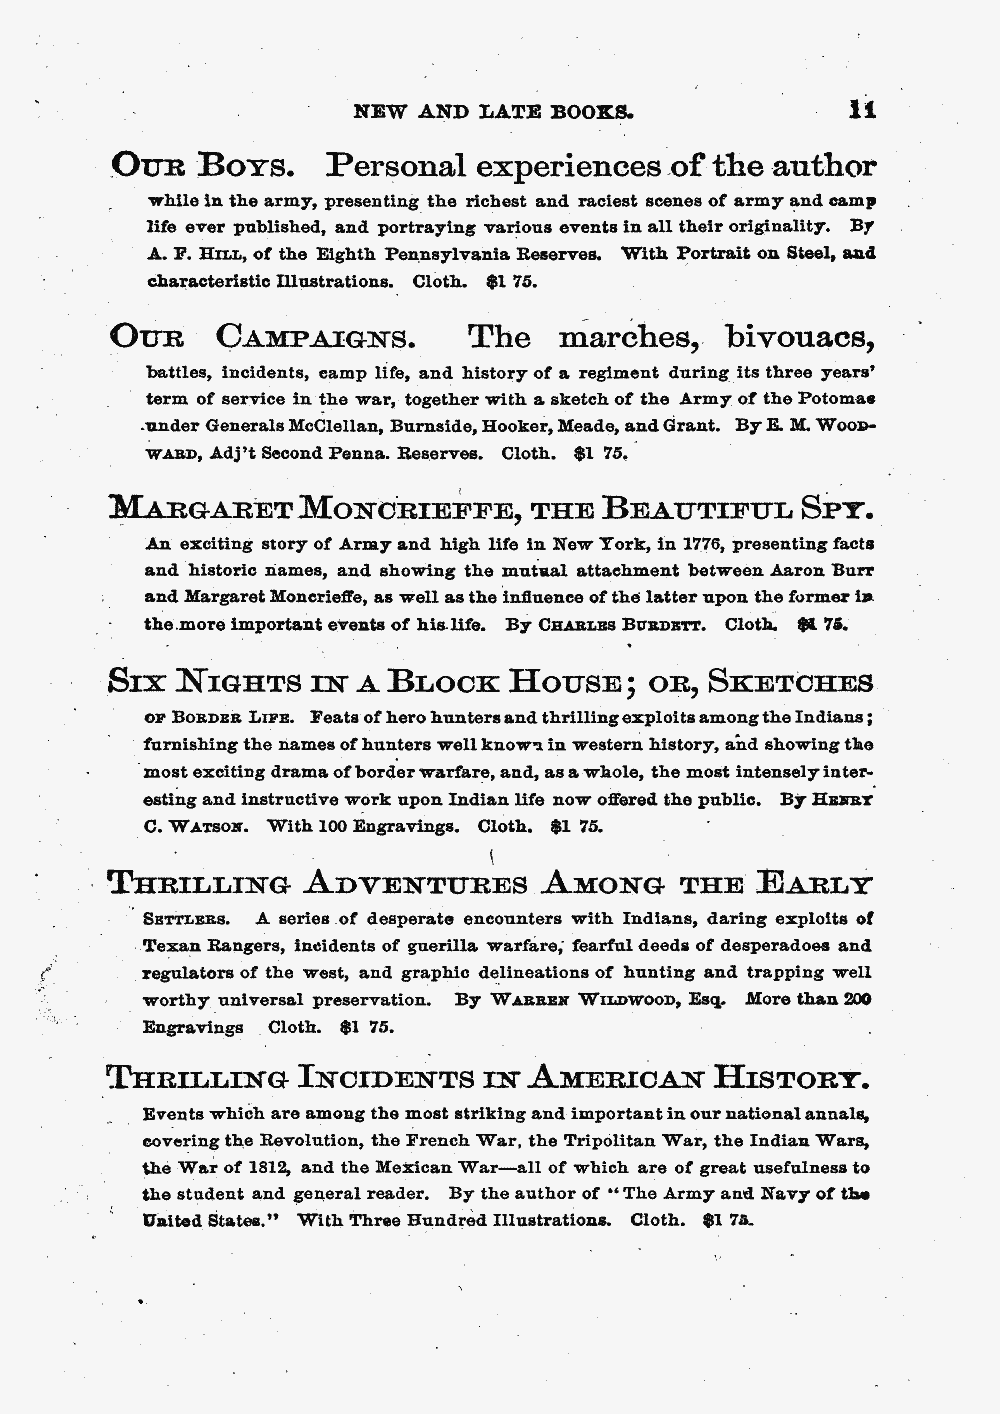 NEW AND LATE BOOKS. 11
OUR BOYS. Personal experiences of the author
while in the army, presenting the richest and raciest scenes of army and camp
life ever published, and portraying various events in all their originality. By
A. F. HILL, of the Eighth Pennsylvania Reserves. With Portrait on Steel, and
characteristic Illustrations. Cloth. $1 75.
OUR CAMPAIGNS. The marches, bivouacs,
battles, incidents, camp life, and history of a regiment during its three years'
term of service in the war, together with a sketch of the Army of the Potomac
under Generals McClellan, Burnside, Hooker, Meade, and Grant. By E. M. WOOD-
WARD, Adj't Second Penna. Reserves. Cloth. $1 75.
MARGARET MONCRIEFFE, THE BEAUTIFUL SPY.
An exciting story of Army and high life in New York, in 1776, presenting facts
and historic names, and showing the mutual attachment between Aaron Burr
and Margaret Moncrieffe, as well as the influence of the latter upon the former in
the more important events of his life. By CHARLES BURDETT. Cloth. $1 75.
SIX NIGHTS IN A BLOCK HOUSE; OR, SKETCHES
OF BORDER LIFE. Feats of hero hunters and thrilling exploits among the Indians;
furnishing the names of hunters well known in western history, and showing the
most exciting drama of border warfare, and, as a whole, the most intensely inter-
esting and instructive work upon Indian life now offered the public. By HENRY
C. WATSON. With 100 Engravings. Cloth. $1 75.
THRILLING ADVENTURES AMONG THE EARLY
SETTLERS. A series of desperate encounters with Indians, daring exploits of
Texan Rangers, incidents of guerilla warfare, fearful deeds of desperadoes and
regulators of the west, and graphic delineations of hunting and trapping well
worthy universal preservation. By WARREN WILDWOOD, Esq. More than 200
Engravings Cloth. $1 75.
THRILLING INCIDENTS IN AMERICAN HISTORY.
Events which are among the most striking and important in our national annals,
covering the Revolution, the French War, the Tripolitan War, the Indian Wars,
the War of 1812, and the Mexican War—all of which are of great usefulness to
the student and general reader. By the author of "The Army and Navy of the
United States." With Three Hundred Illustrations. Cloth. $1 75.